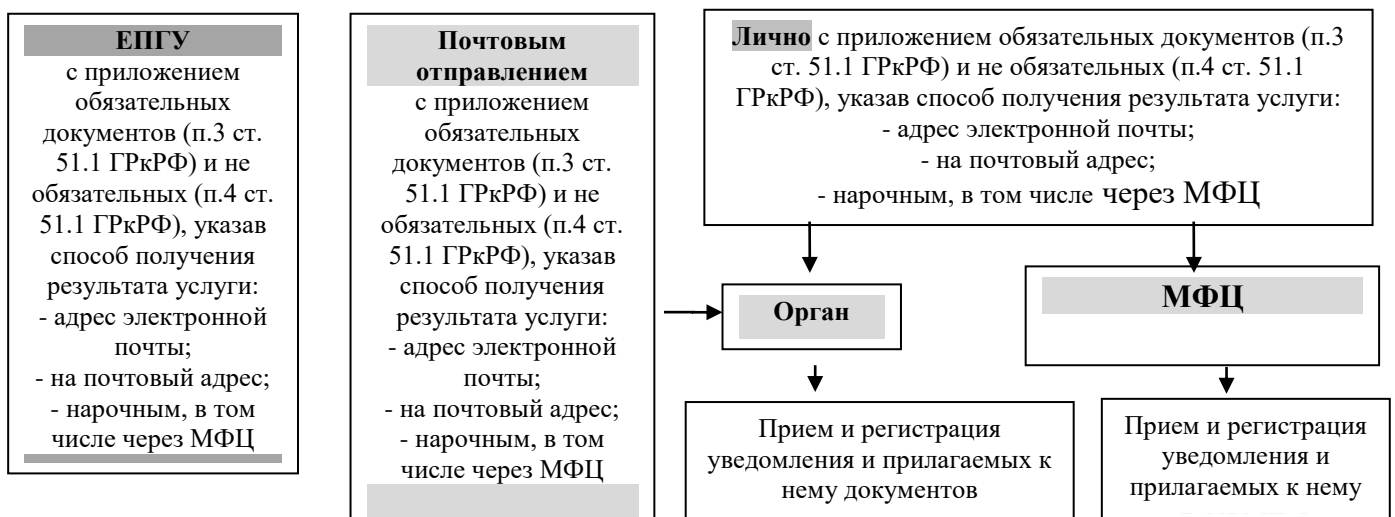 ЕПГУ
с приложением
обязательных
документов (п.3 ст.
51.1 ГРкРФ) и не
обязательных (п.4 ст.
51.1 ГРкРФ), указав
способ получения
результата услуги:
- адрес электронной
почты;
- на почтовый адрес;
- нарочным, в том
числе через МФЦ
Почтовым
отправлением
с приложением
обязательных
документов (п.3 ст.
51.1 ГРкРФ) и не
обязательных (п.4 ст.
51.1 ГРкРФ), указав
способ получения
результата услуги:
- адрес электронной
почты;
- на почтовый адрес;
- нарочным, в том
числе через МФЦ
Лично с приложением обязательных документов (п.3
ст. 51.1 ГРкРФ) и не обязательных (п.4 ст. 51.1
ГРкРФ), указав способ получения результата услуги:
- адрес электронной почты;
- на почтовый адрес;
- нарочным, в том числе через МФЦ
Орган
МФЦ
Прием и регистрация
уведомления и прилагаемых к
нему документов
Прием и регистрация
уведомления и
прилагаемых к нему